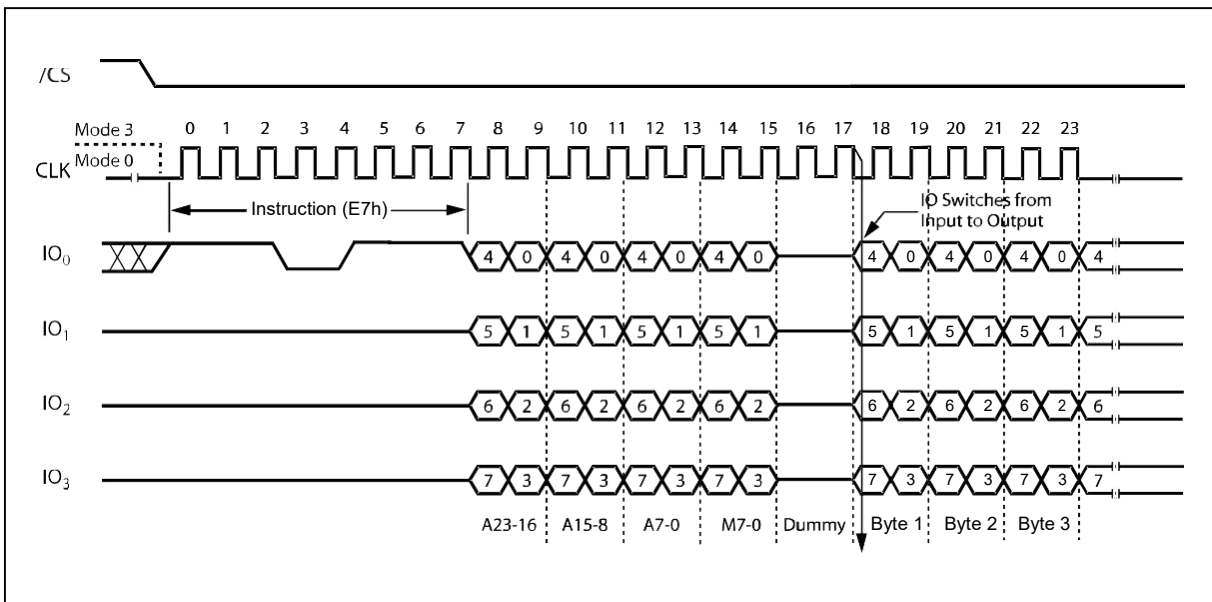 /CS
Mode 3
0 1 2 3 4 5 6 7 8 9 10 11 12 13 14 15 16 17 18 19 20 21 22 23
CLK Mode 0
Instruction (E7h)
IO Switches from
Input to Output
IO0 4 0 4 0 4 0 4 0 4 0 4 0 4 0 4
IO1 5 1 5 1 5 1 5 1 5 1 5 1 5 1 5
IO2 6 2 6 2 6 2 6 2 6 2 6 2 6 2 6
IO3 7 3 7 3 7 3 7 3 7 3 7 3 7 3 7
A23-16 A15-8 A7-0 M7-0 Dummy Byte 1 Byte 2 Byte 3